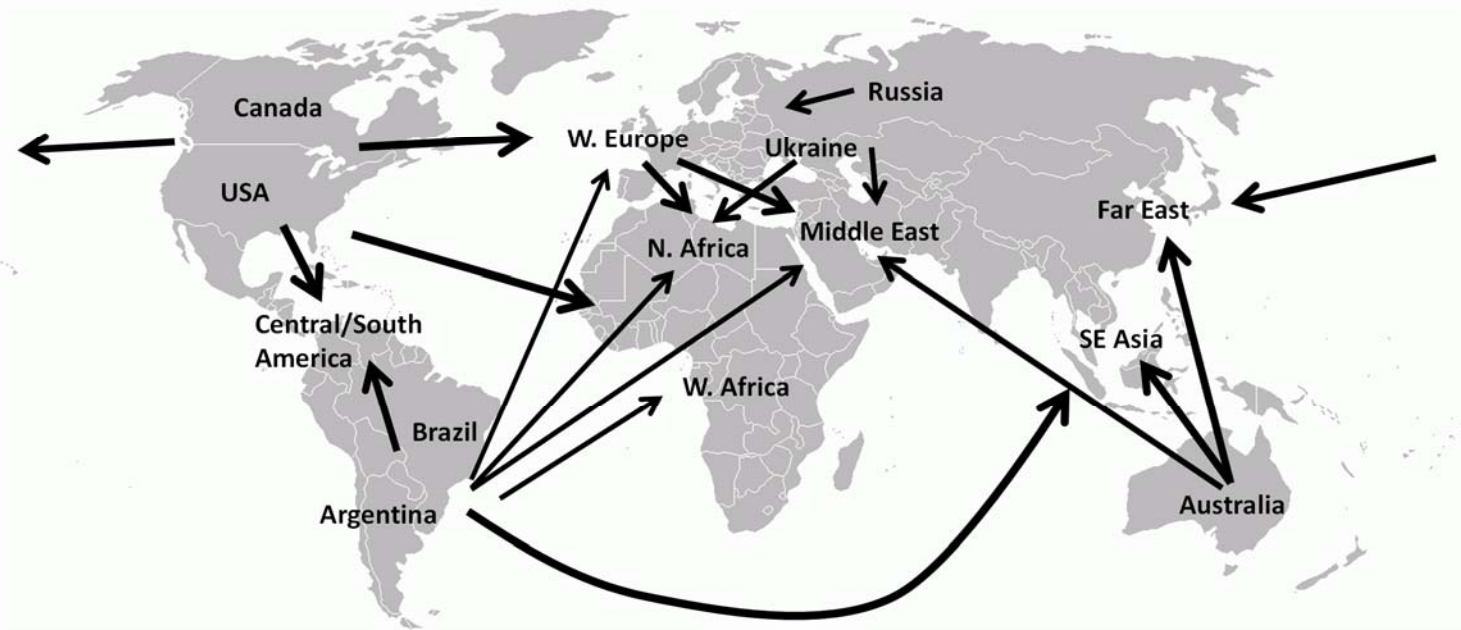 Canada
Russia
W. Europe
Ukraine
USA
Far East
Middle East
N. Africa
Central/South
America
SE Asia
W. Africa
Brazil
Argentina
Australia